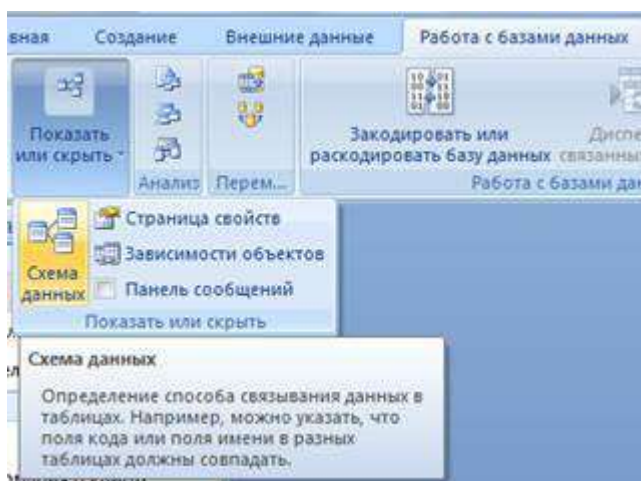 вная Создание Внешние данные Работа с базами данных
Показать
или скрыть
Закодировать или
раскодировать базу данных
Диспе
связанны
Анализ Перем... Работа с базами дан
Схема
данных
Страница свойств
Зависимости объектов
Панель сообщений
Показать или скрыть
Схема данных
Определение способа связывания данных в
таблицах. Например, можно указать, что
поля кода или поля имени в разных
таблицах должны совпадать.